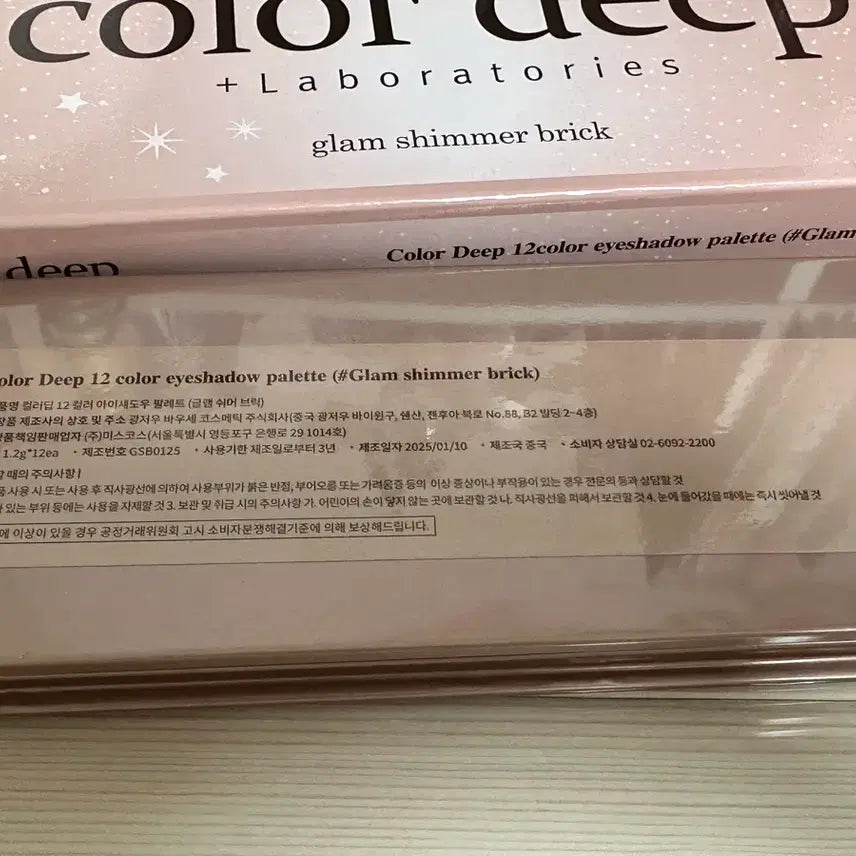 color deep
+ Laboratories
glam shimmer brick
deep
Color Deep 12color eyeshadow palette (#Glam
olor Deep 12 color eyeshadow palette (#Glam shimmer brick)
품명 컬러딥 12 컬러 아이섀도우 팔레트 (글램 쉬머 브릭)
장품 제조사의 상호 및 주소 광저우 바우세 코스메틱 주식회사(중국 광저우 바이원구, 쉔샨, 젠후아 북로 No.88, B2 빌딩 2~4층)
품책임판매업자 (주)미스코스(서울특별시 영등포구 은행로 29 1014호)
1.2g*12ea • 제조번호 GSB0125 • 사용기한 제조일로부터 3년 • 제조일자 2025/01/10 • 제조국 중국 • 소비자 상담실 02-6092-2200
할 때의 주의사항 |
품 사용 시 또는 사용 후 직사광선에 의하여 사용부위가 붉은 반점, 부어오름 또는 가려움증 등의 이상 증상이나 부작용이 있는 경우 전문의 등과 상담할 것
가 있는 부위 등에는 사용을 자제할 것 3. 보관 및 취급 시의 주의사항 가. 어린이의 손이 닿지 않는 곳에 보관할 것 나. 직사광선을 피해서 보관할 것 4. 눈에 들어갔을 때에는 즉시 씻어낼 것
에 이상이 있을 경우 공정거래위원회 고시 소비자분쟁해결기준에 의해 보상해드립니다.